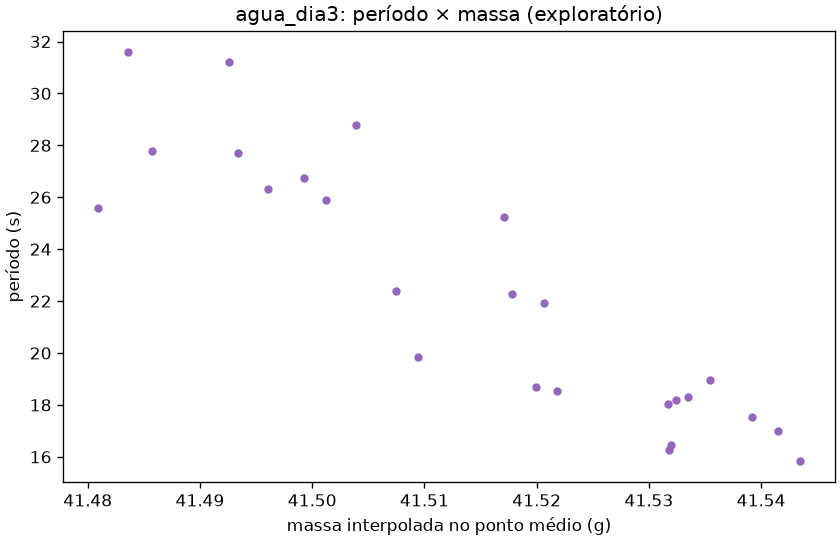 agua_dia3: período × massa (exploratório)
32
30
28
26
24
22
20
18
16
período (s)
41.48 41.49 41.50 41.51 41.52 41.53 41.54
massa interpolada no ponto médio (g)